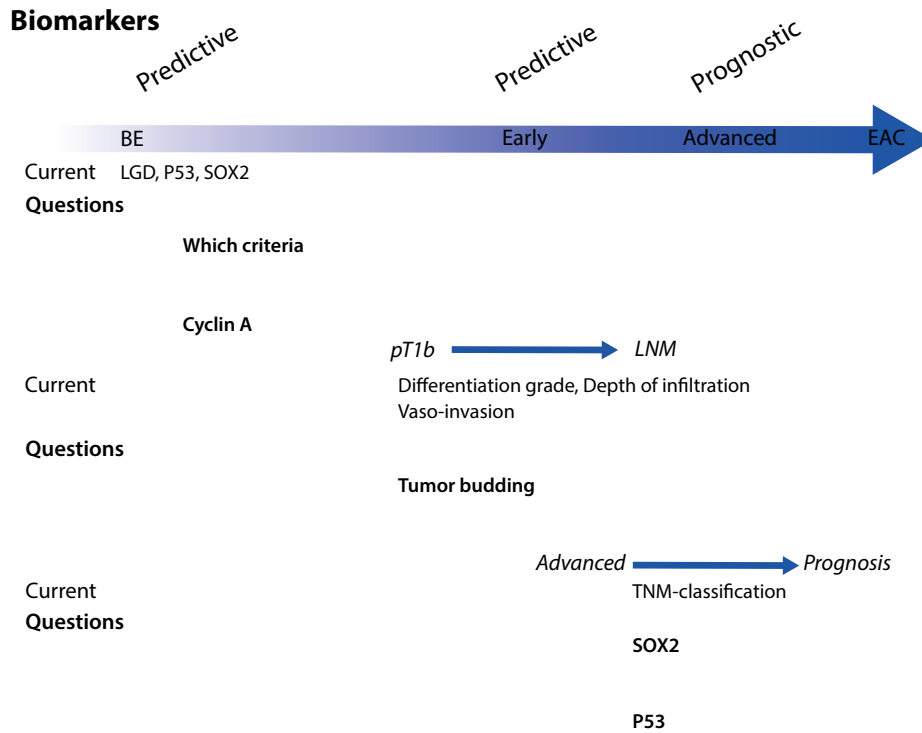 Biomarkers
Predictive
Predictive
Prognostic
BE
Early
Advanced
EAC
Current
LGD, P53, SOX2
Questions
Which criteria
Cyclin A
pT1b
LNM
Current
Differentiation grade, Depth of infiltration
Vaso-invasion
Questions
Tumor budding
Advanced
Prognosis
Current
TNM-classification
Questions
SOX2
P53